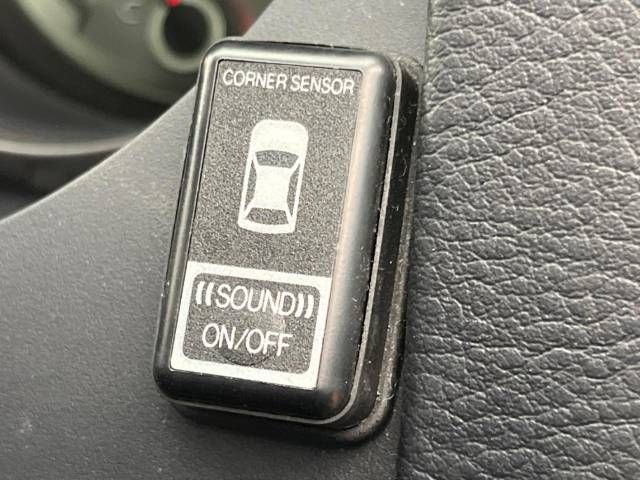 CORNER SENSOR
((SOUND))
ON/OFF